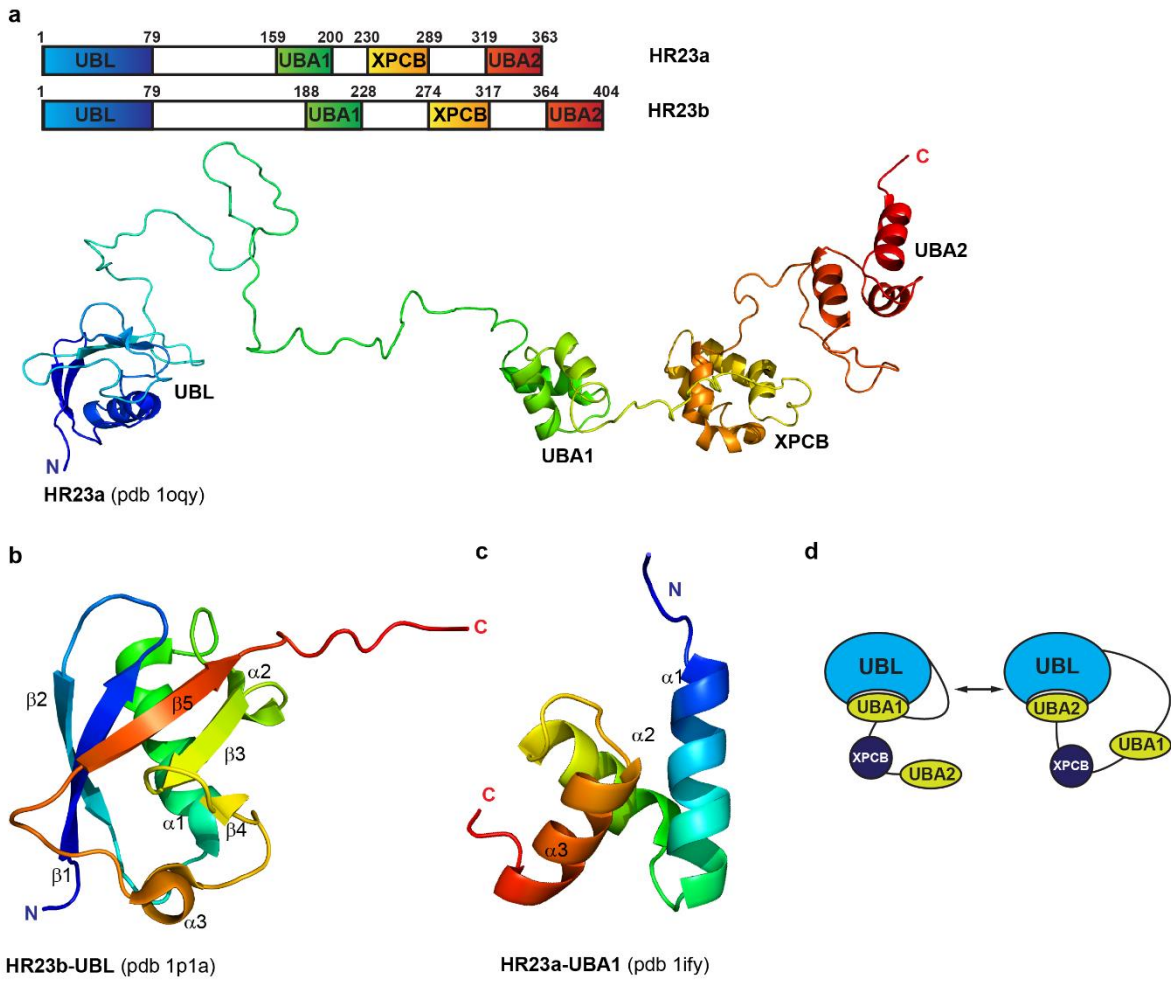 a
1 79 159 200 230 289 319 363
UBL UBA1 XPCB UBA2 HR23a
1 79 188 228 274 317 364 404
UBL UBA1 XPCB UBA2 HR23b
C
UBA2
UBL
N
UBA1
XPCB
HR23a (pdb 1oqy)
b
C
β2
β5
α2
β3
α1
β4
β1
N
α3
HR23b-UBL (pdb 1p1a)
c
N
α1
α2
C
α3
HR23a-UBA1 (pdb 1ify)
d
UBL UBL
UBA1 UBA2
UBA1
XPCB XPCB
UBA2